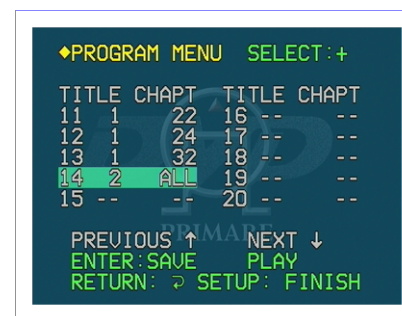 ◆PROGRAM MENU SELECT:+
TITLE CHAPT TITLE CHAPT
11 1 22 16 -- --
12 1 24 17 -- --
13 1 32 18 -- --
14 2 ALL 19 -- --
15 -- -- 20 -- --
PRIMARE
PREVIOUS ↑ NEXT ↓
ENTER:SAVE PLAY
RETURN: ⊋ SETUP: FINISH